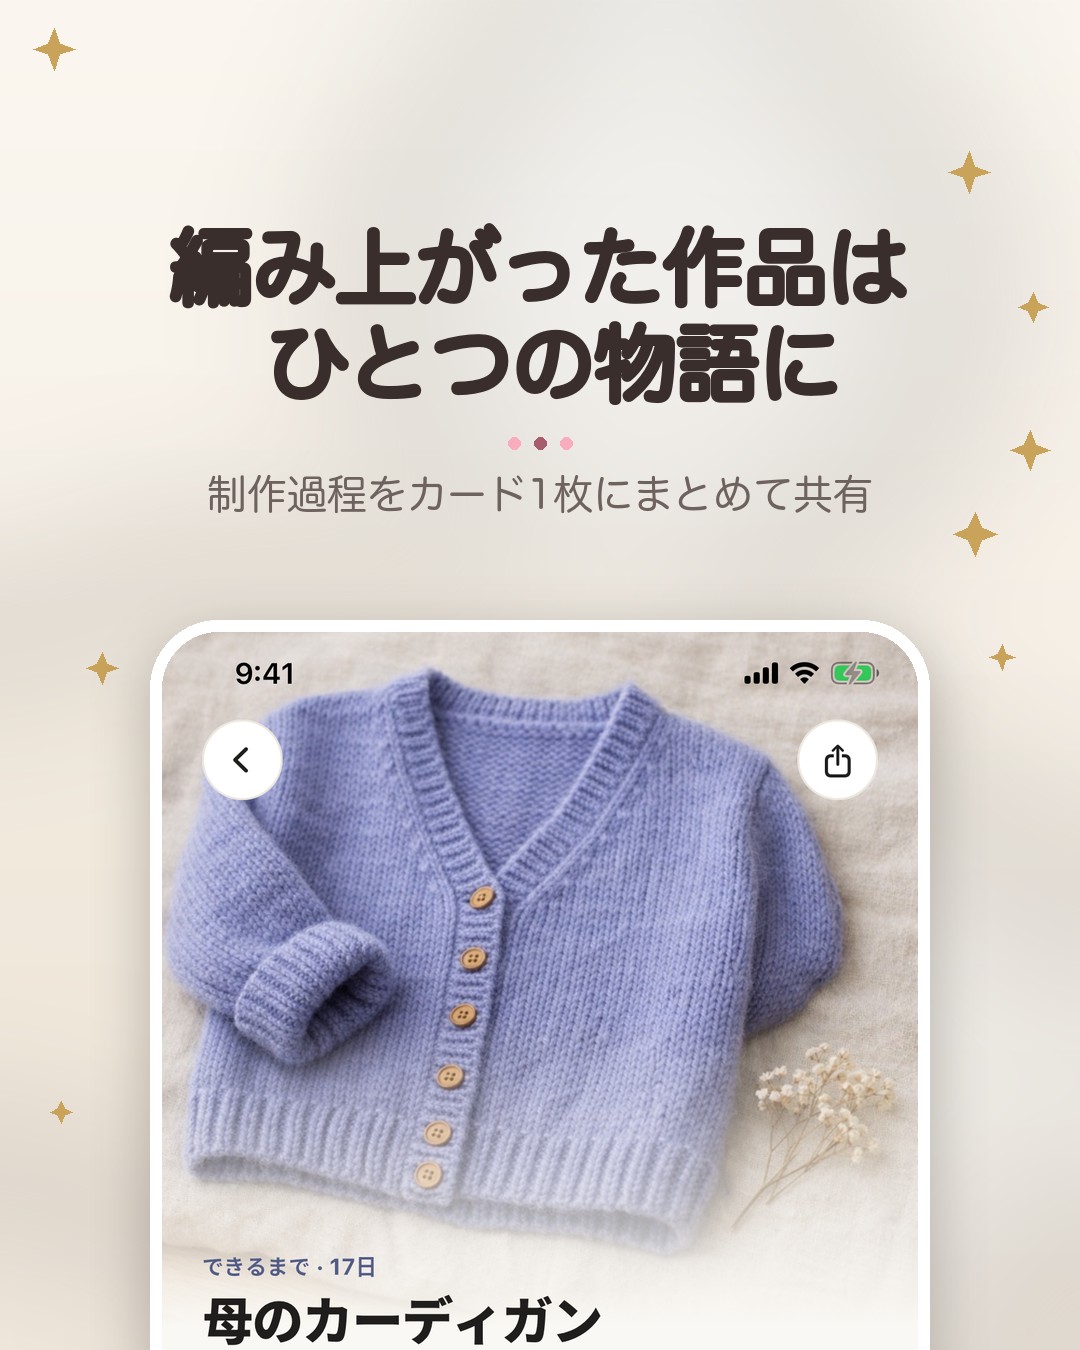 編み上がった作品は
ひとつの物語に
制作過程をカード1枚にまとめて共有
9:41
できるまで · 17日
母のカーディガン